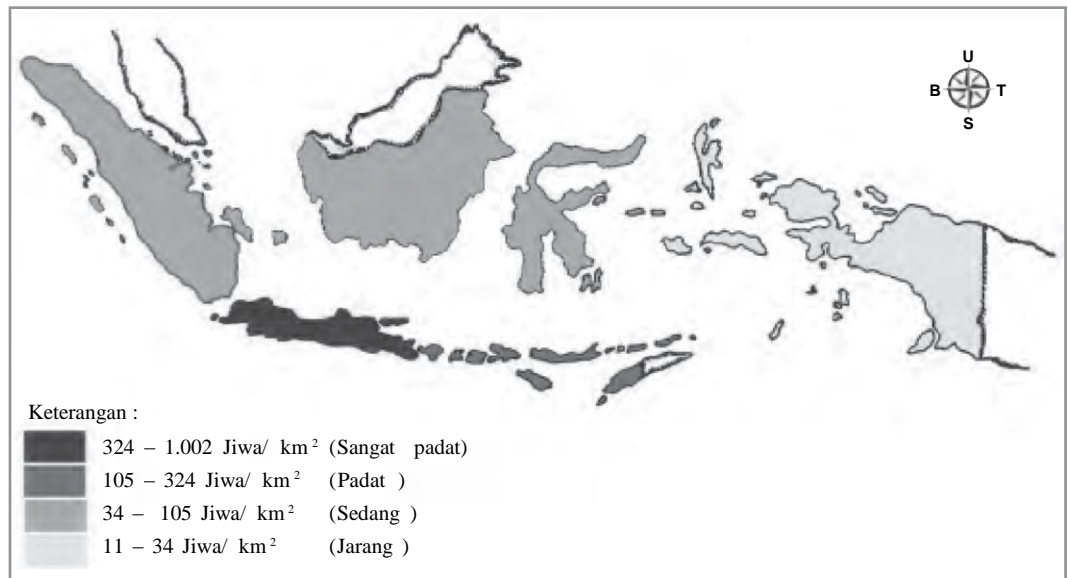 U
B T
S
Keterangan :
324 – 1.002 Jiwa/ km² (Sangat padat)
105 – 324 Jiwa/ km² (Padat )
34 – 105 Jiwa/ km² (Sedang )
11 – 34 Jiwa/ km² (Jarang )